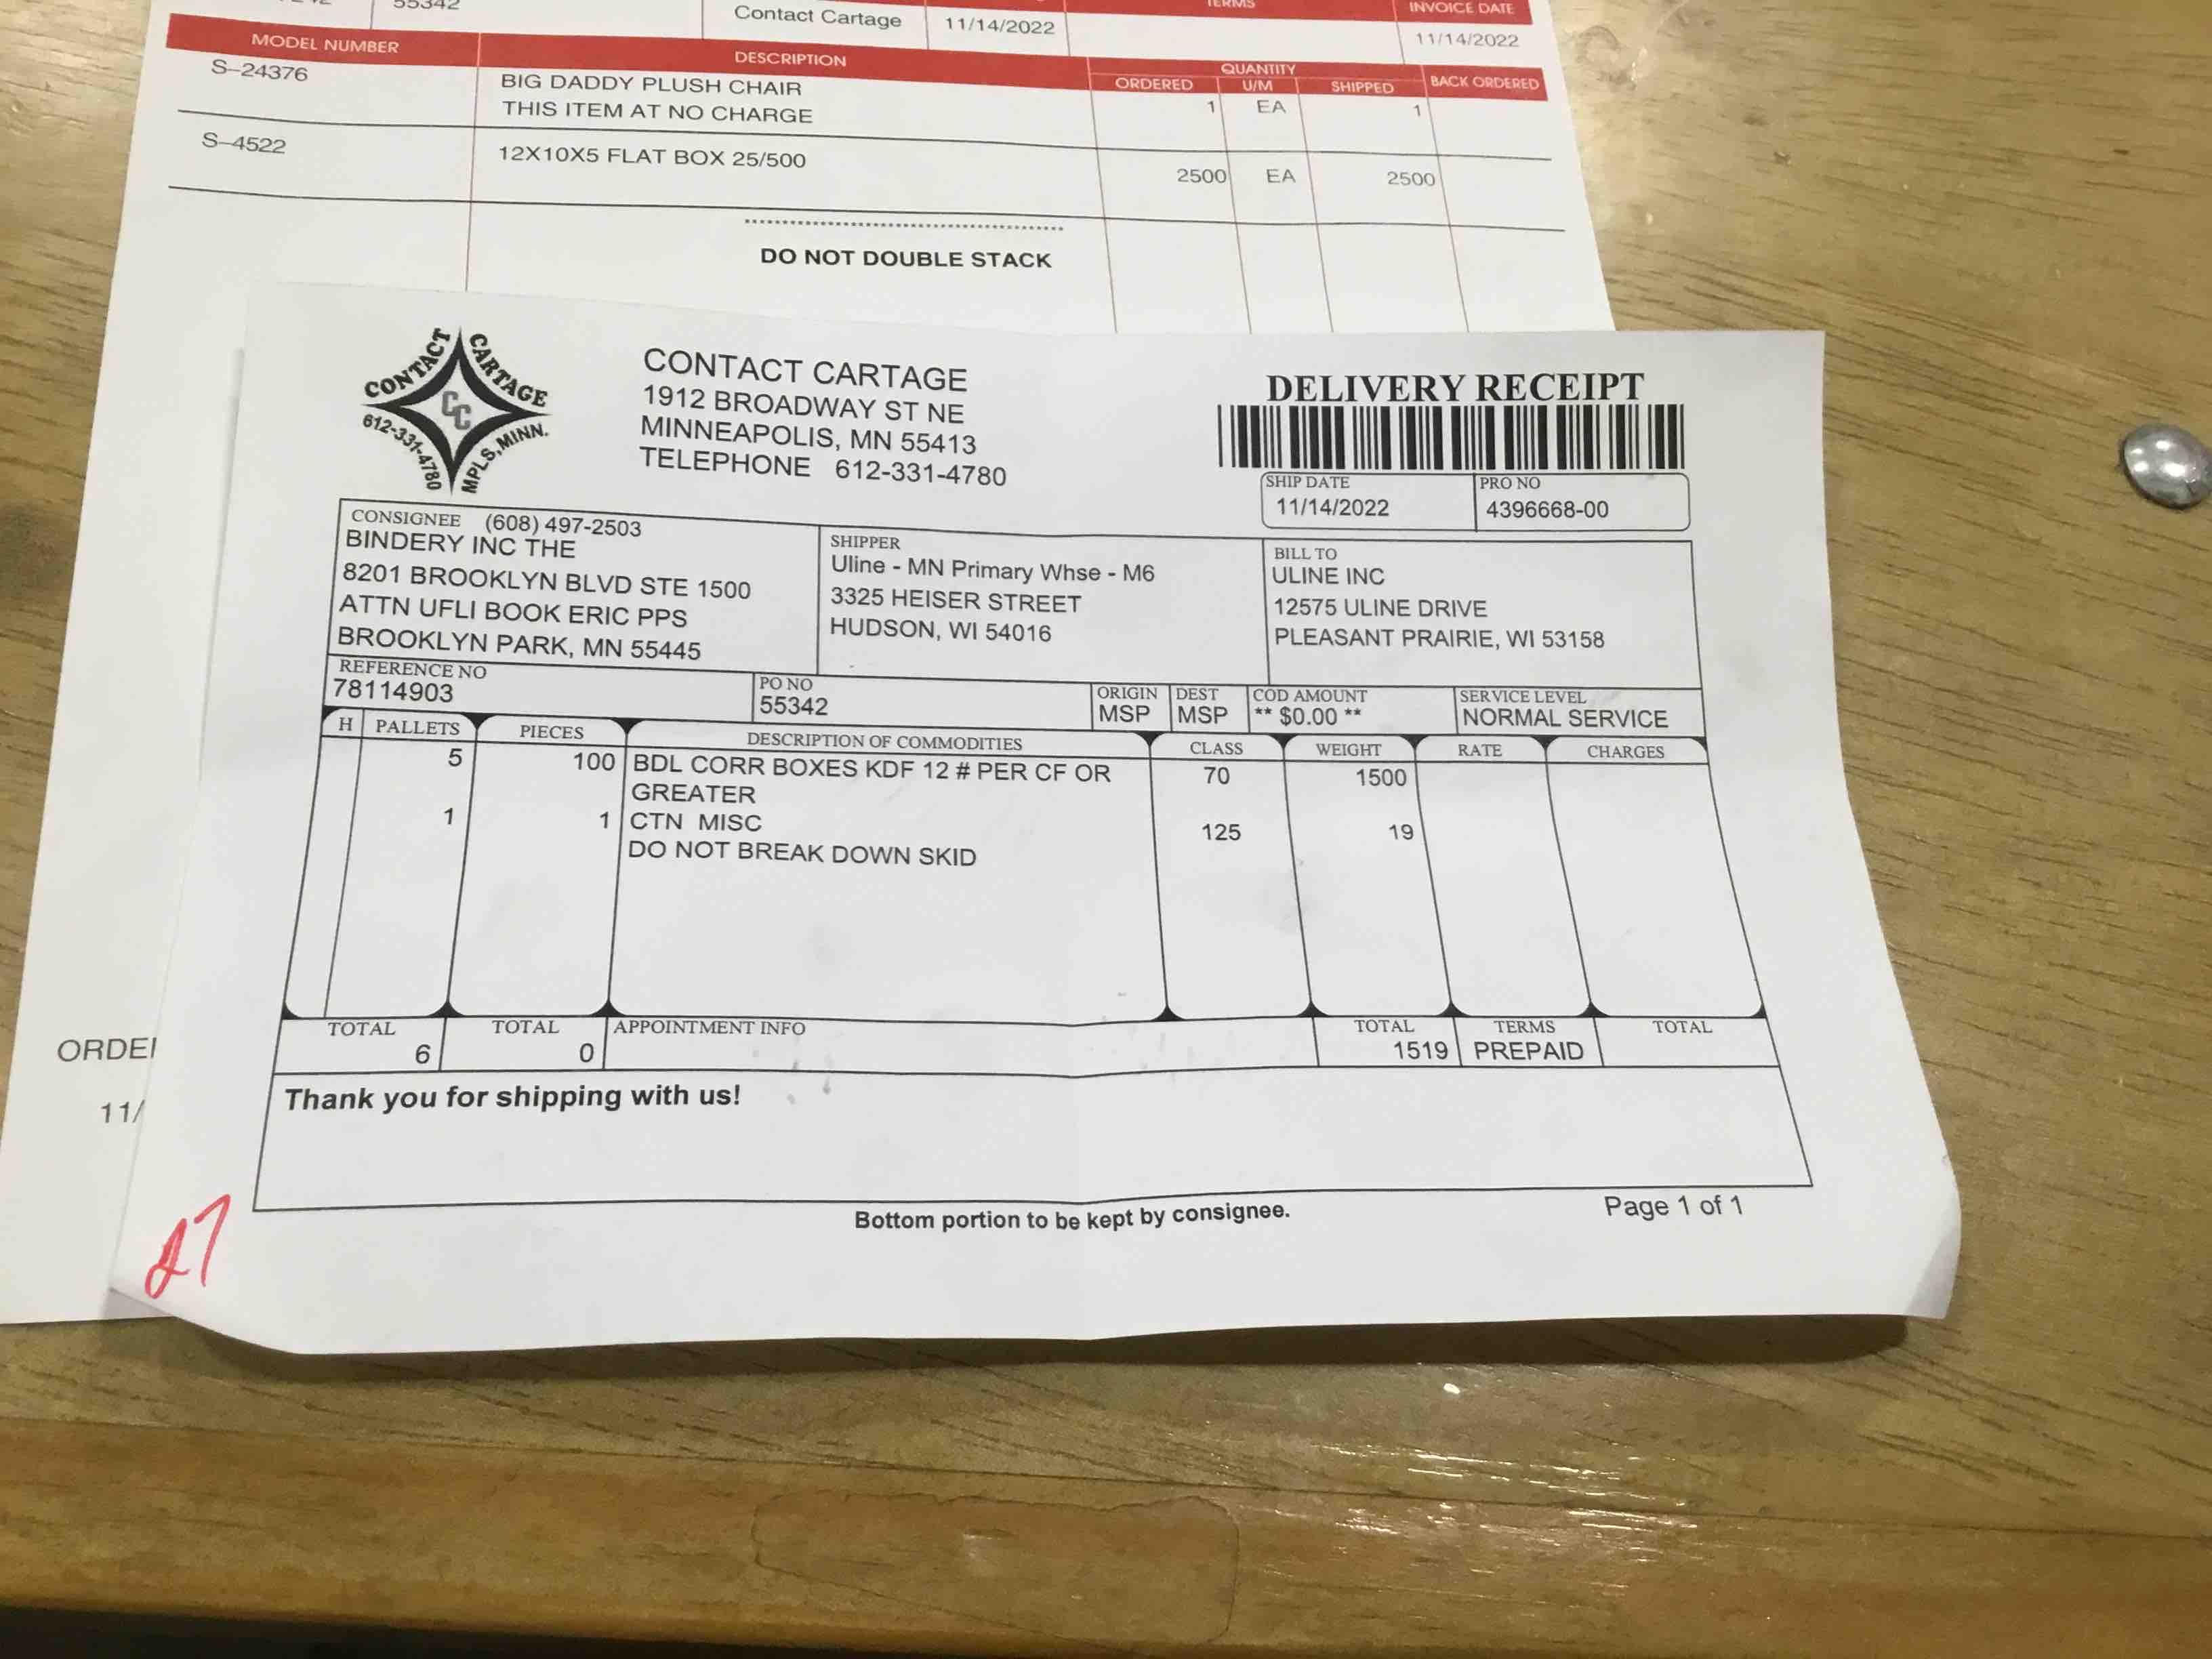 55342
Contact Cartage
11/14/2022
TERMS
INVOICE DATE
11/14/2022
MODEL NUMBER
DESCRIPTION
QUANTITY
ORDERED
U/M
SHIPPED
BACK ORDERED
S-24376
BIG DADDY PLUSH CHAIR
1
EA
1
THIS ITEM AT NO CHARGE
S-4522
12X10X5 FLAT BOX 25/500
2500
EA
2500
DO NOT DOUBLE STACK
CONTACT CARTAGE
CC
612-331-4780
MPLS, MINN.
CONTACT CARTAGE
1912 BROADWAY ST NE
MINNEAPOLIS, MN 55413
TELEPHONE 612-331-4780
DELIVERY RECEIPT
SHIP DATE
11/14/2022
PRO NO
4396668-00
CONSIGNEE (608) 497-2503
BINDERY INC THE
8201 BROOKLYN BLVD STE 1500
ATTN UFLI BOOK ERIC PPS
BROOKLYN PARK, MN 55445
SHIPPER
Uline - MN Primary Whse - M6
3325 HEISER STREET
HUDSON, WI 54016
BILL TO
ULINE INC
12575 ULINE DRIVE
PLEASANT PRAIRIE, WI 53158
REFERENCE NO
78114903
PO NO
55342
ORIGIN
MSP
DEST
MSP
COD AMOUNT
** $0.00 **
SERVICE LEVEL
NORMAL SERVICE
H
PALLETS
PIECES
DESCRIPTION OF COMMODITIES
CLASS
WEIGHT
RATE
CHARGES
5
100
BDL CORR BOXES KDF 12 # PER CF OR
GREATER
70
1500
1
1
CTN MISC
125
19
DO NOT BREAK DOWN SKID
TOTAL
6
TOTAL
0
APPOINTMENT INFO
TOTAL
1519
TERMS
PREPAID
TOTAL
Thank you for shipping with us!
Bottom portion to be kept by consignee.
Page 1 of 1
11/